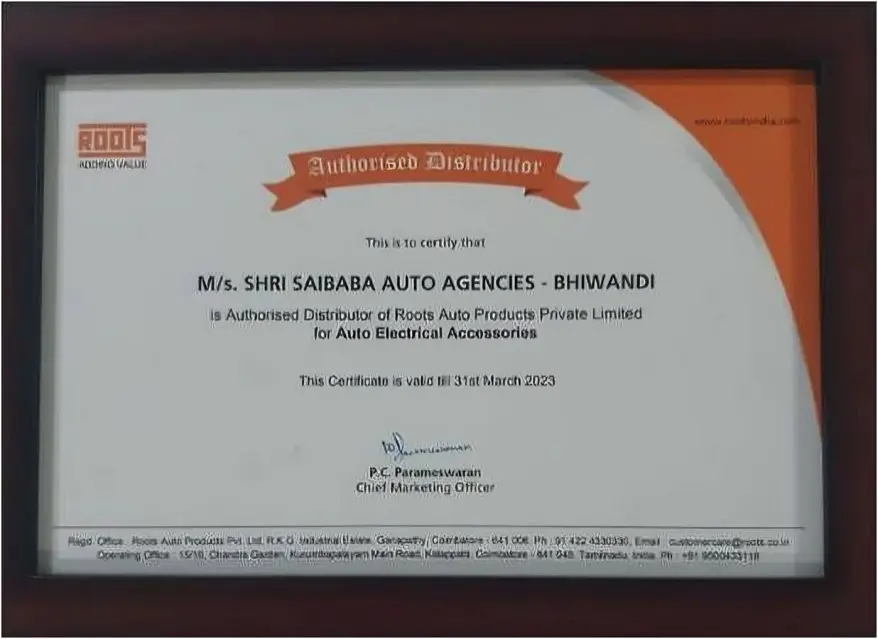 ROOTS
ADDING VALUE
www.rootsindia.com
Authorised Distributor
This is to certify that
M/s. SHRI SAIBABA AUTO AGENCIES - BHIWANDI
is Authorised Distributor of Roots Auto Products Private Limited
for Auto Electrical Accessories
This Certificate is valid till 31st March 2023
P.C. Parameswaran
Chief Marketing Officer
Regd. Office : Roots Auto Products Pvt. Ltd. R.K.G. Industrial Estate, Ganapathy, Coimbatore - 641 006. Ph : 91 422 4330330, Email : customercare@roots.co.in
Operating Office : 15/18, Chandra Garden, Main Road, Kalapatti, Coimbatore - 641 048. Tamilnadu, India. Ph : +91